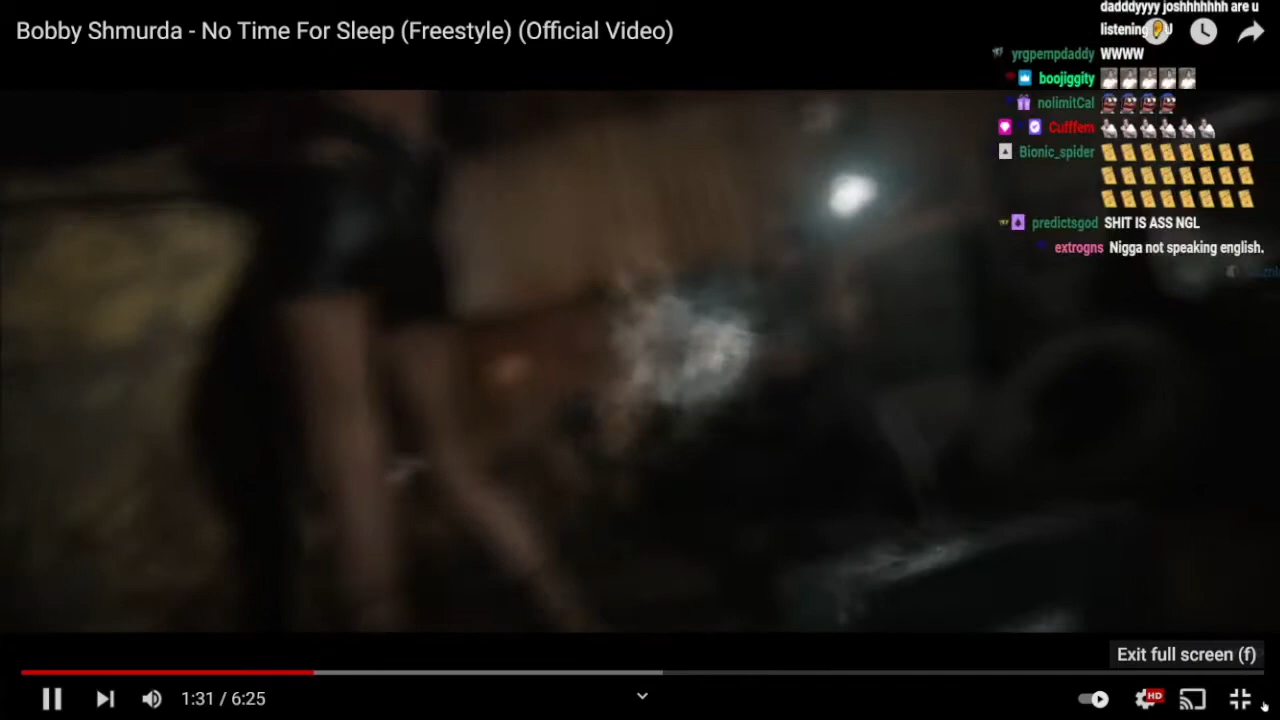 Bobby Shmurda - No Time For Sleep (Freestyle) (Official Video)
dadddyyyy joshhhhhhh are u
listening U
yrgpempdaddy WWWW
boojiggity
nolimitCal
Cufffem
Bionic_spider
predictsgod SHIT IS ASS NGL
extrogns Nigga not speaking english.
Exit full screen (f)
1:31 / 6:25
HD